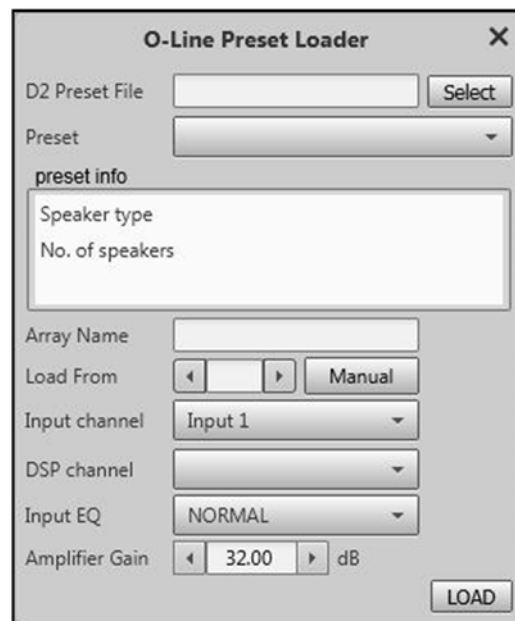 O-Line Preset Loader
D2 Preset File Select
Preset
preset info
Speaker type
No. of speakers
Array Name
Load From Manual
Input channel Input 1
DSP channel
Input EQ NORMAL
Amplifier Gain 32.00 dB
LOAD